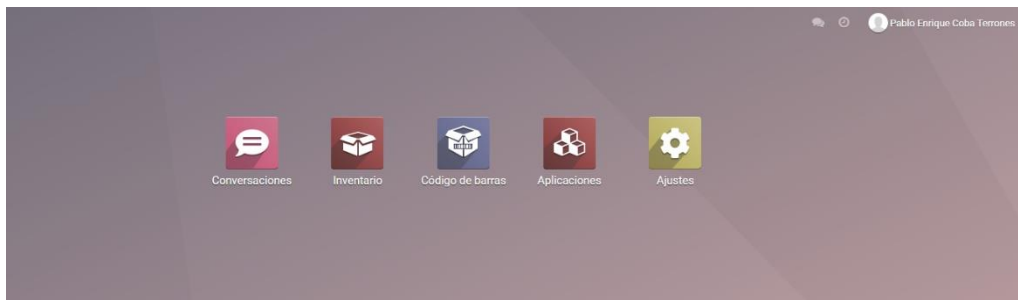 Pablo Enrique Coba Terrones
Conversaciones Inventario Código de barras Aplicaciones Ajustes